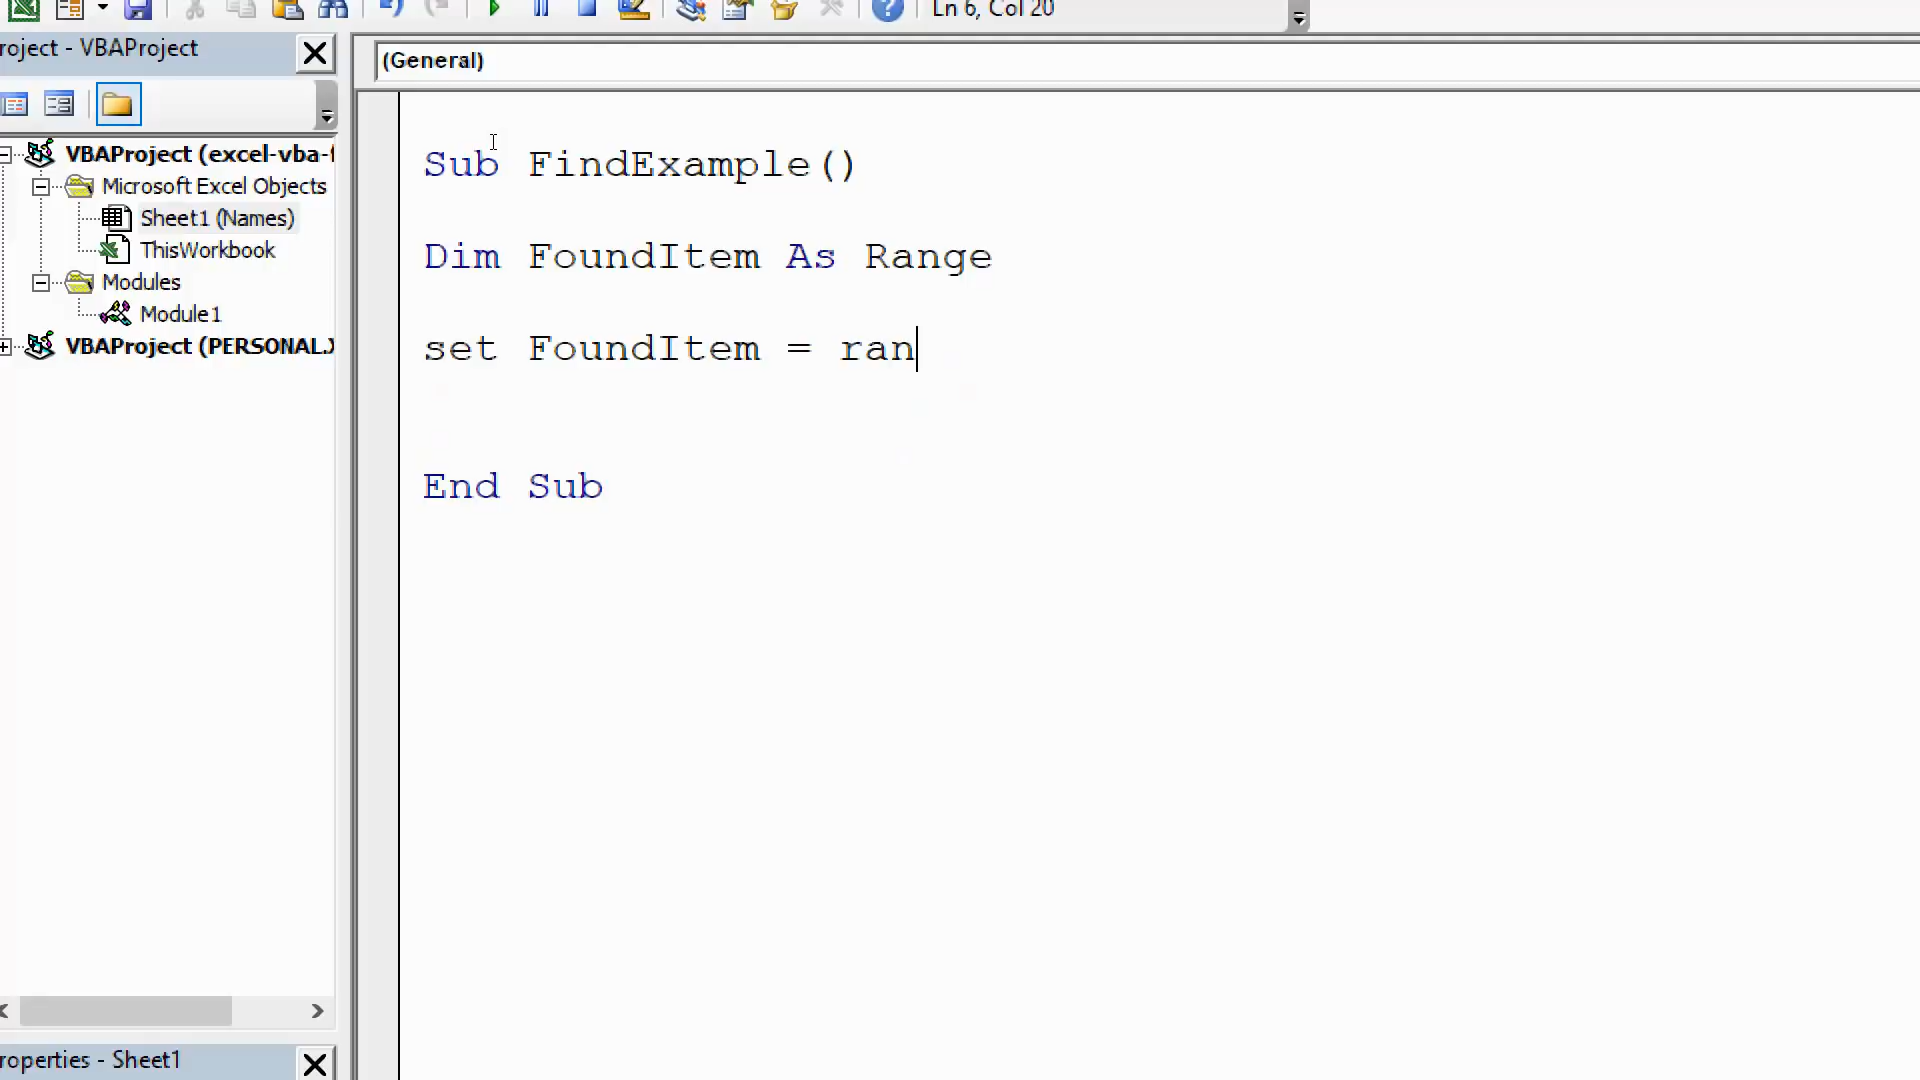 Ln 6, Col 20
roject - VBAProject
(General)
VBAProject (excel-vba-f
Microsoft Excel Objects
Sheet1 (Names)
ThisWorkbook
Modules
Module1
VBAProject (PERSONAL.X
Sub FindExample()
Dim FoundItem As Range
set FoundItem = ran
End Sub
roperties - Sheet1